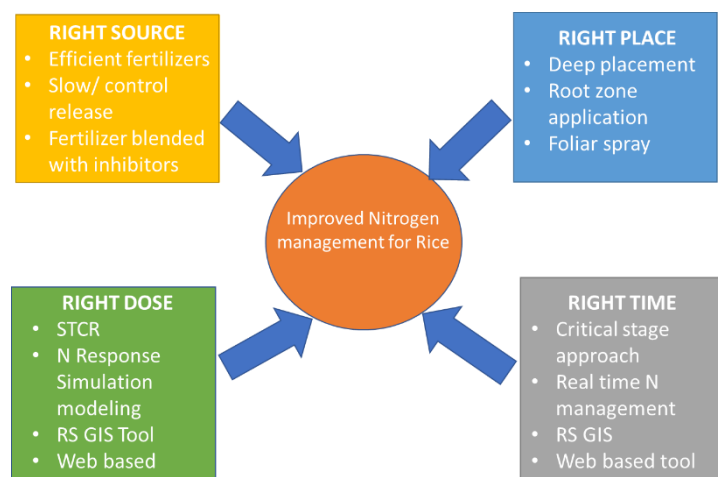 RIGHT SOURCE
• Efficient fertilizers
• Slow/ control
release
• Fertilizer blended
with inhibitors
RIGHT PLACE
• Deep placement
• Root zone
application
• Foliar spray
Improved Nitrogen
management for Rice
RIGHT DOSE
• STCR
• N Response
Simulation
modeling
• RS GIS Tool
• Web based
RIGHT TIME
• Critical stage
approach
• Real time N
management
• RS GIS
• Web based tool